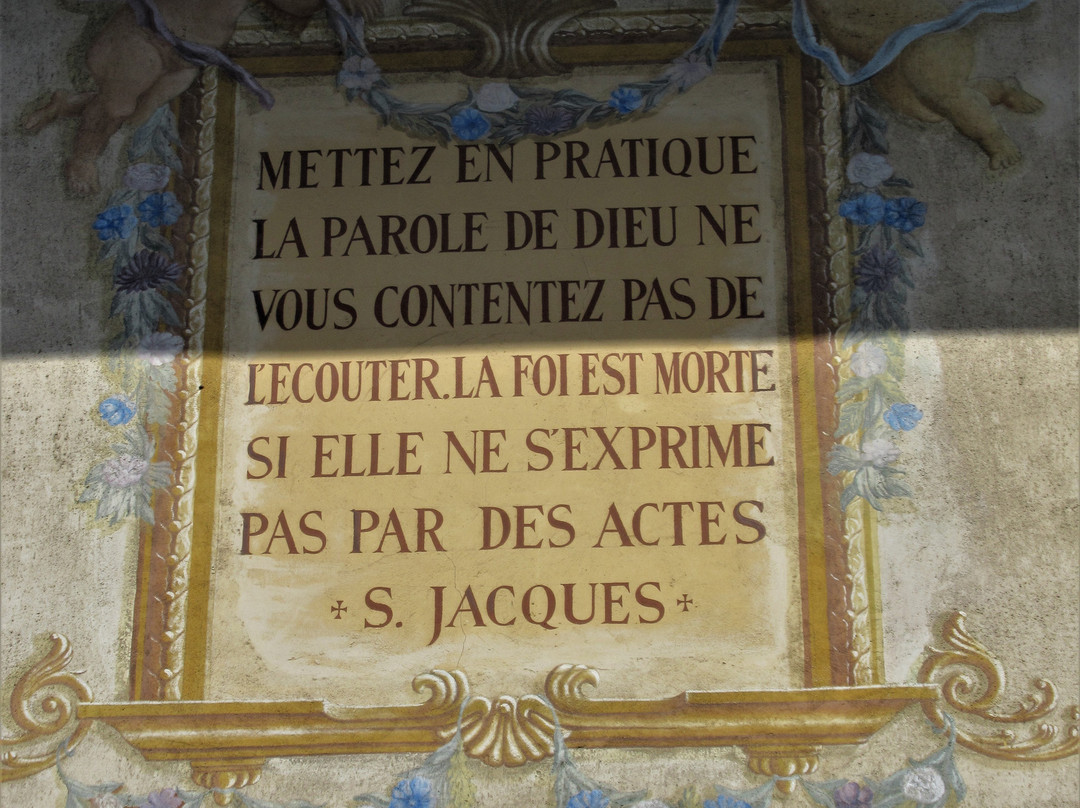 METTEZ EN PRATIQUE
LA PAROLE DE DIEU NE
VOUS CONTENTEZ PAS DE
L'ECOUTER. LA FOI EST MORTE
SI ELLE NE S'EXPRIME
PAS PAR DES ACTES
✠ S. JACQUES ✠